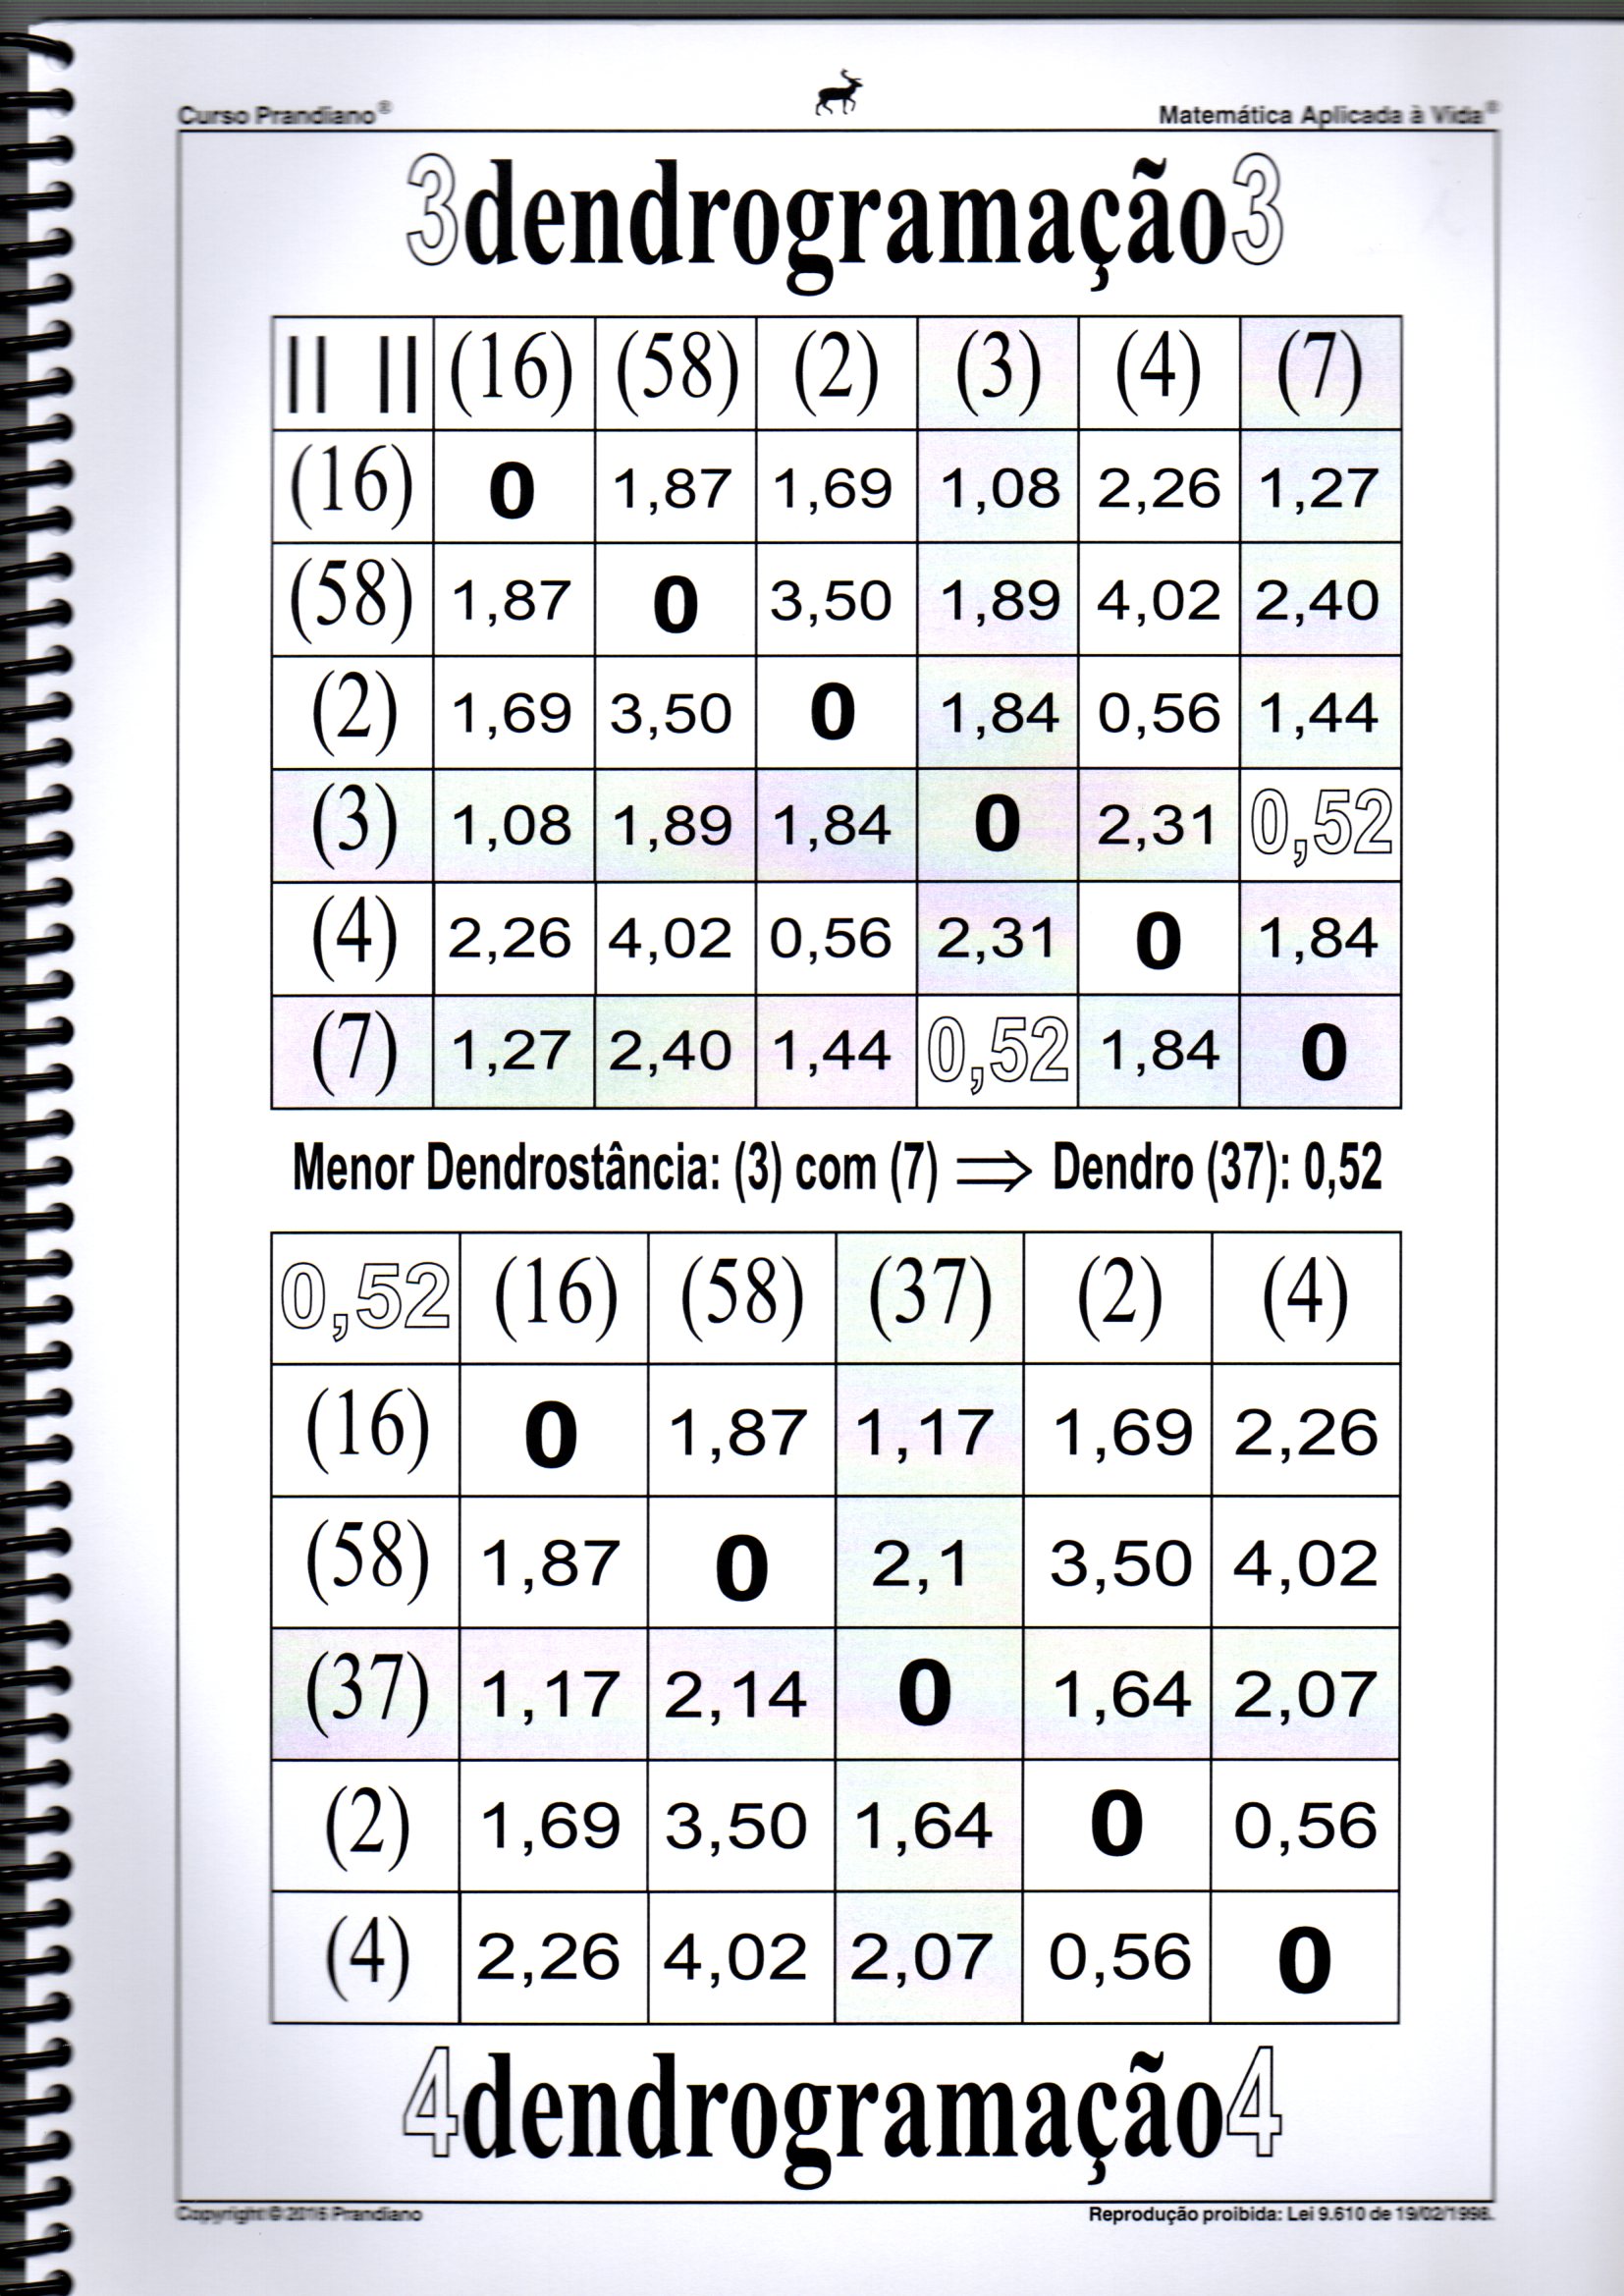 Curso Prandiano® Matemática Aplicada à Vida®
3dendrogramação3
|| || (16) (58) (2) (3) (4) (7)
(16) 0 1,87 1,69 1,08 2,26 1,27
(58) 1,87 0 3,50 1,89 4,02 2,40
(2) 1,69 3,50 0 1,84 0,56 1,44
(3) 1,08 1,89 1,84 0 2,31 0,52
(4) 2,26 4,02 0,56 2,31 0 1,84
(7) 1,27 2,40 1,44 0,52 1,84 0
Menor Dendrostância: (3) com (7) ⇒ Dendro (37): 0,52
0,52 (16) (58) (37) (2) (4)
(16) 0 1,87 1,17 1,69 2,26
(58) 1,87 0 2,1 3,50 4,02
(37) 1,17 2,14 0 1,64 2,07
(2) 1,69 3,50 1,64 0 0,56
(4) 2,26 4,02 2,07 0,56 0
4dendrogramação4
Copyright © 2016 Prandiano Reprodução proibida: Lei 9.610 de 19/02/1998.